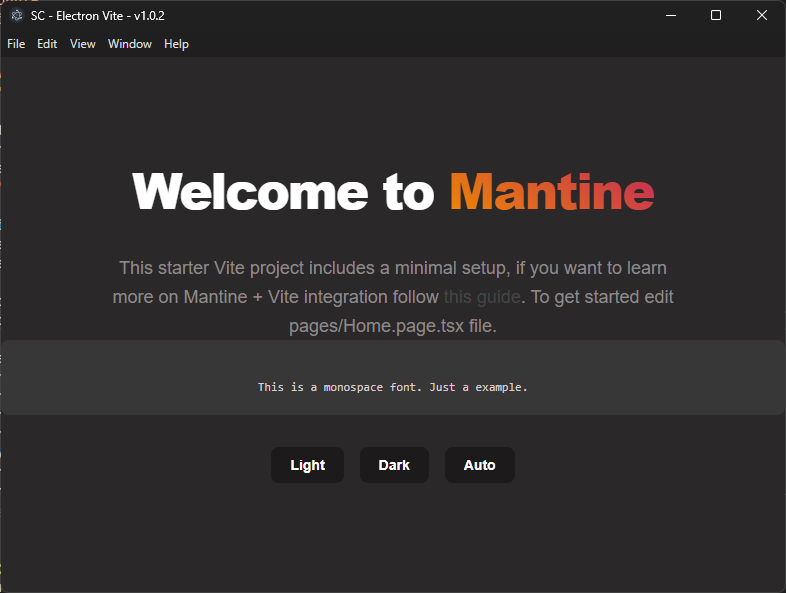 SC - Electron Vite - v1.0.2
File Edit View Window Help
Welcome to Mantine
This starter Vite project includes a minimal setup, if you want to learn
more on Mantine + Vite integration follow this guide. To get started edit
pages/Home.page.tsx file.
This is a monospace font. Just a example.
Light Dark Auto